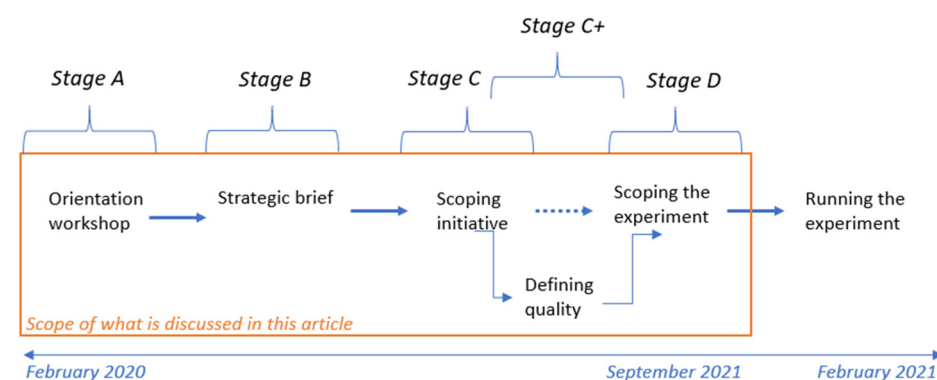 Stage C+
Stage A
Stage B
Stage C
Stage D
Orientation
workshop
Strategic brief
Scoping
initiative
Scoping the
experiment
Running the
experiment
Defining
quality
Scope of what is discussed in this article
February 2020
September 2021
February 2021